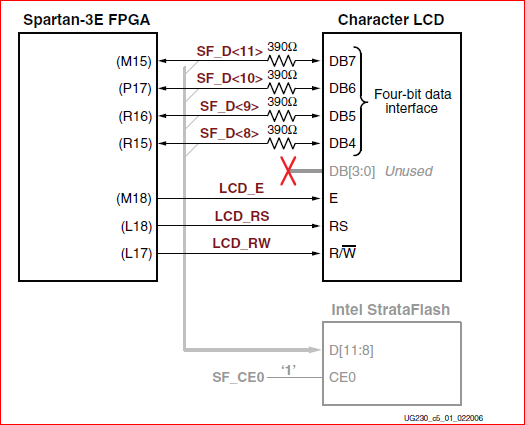 Spartan-3E FPGA
Character LCD
(M15) SF_D<11> 390Ω DB7
(P17) SF_D<10> 390Ω DB6
(R16) SF_D<9> 390Ω DB5
(R15) SF_D<8> 390Ω DB4
Four-bit data
interface
DB[3:0] Unused
(M18) LCD_E E
(L18) LCD_RS RS
(L17) LCD_RW R/W̅
Intel StrataFlash
D[11:8]
SF_CE0 ‘1’ CE0
UG230_c5_01_022006